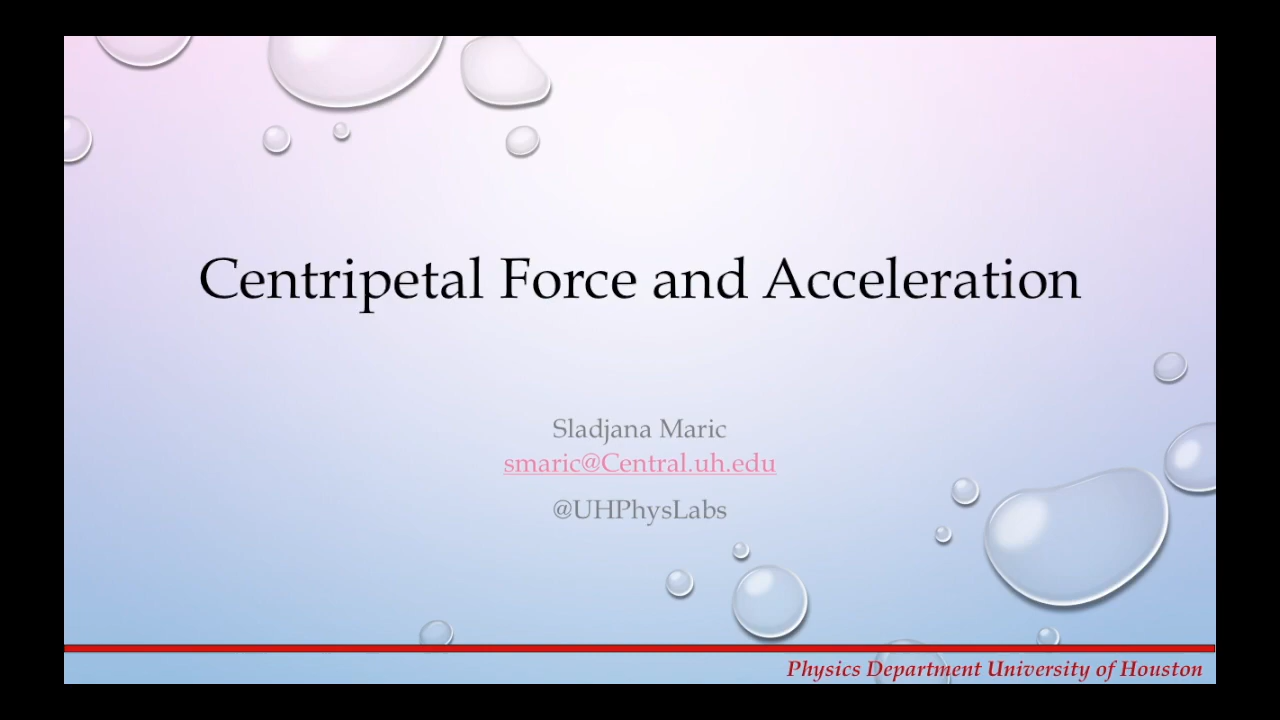 Centripetal Force and Acceleration
Sladjana Maric
smaric@Central.uh.edu
@UHPhysLabs
Physics Department University of Houston